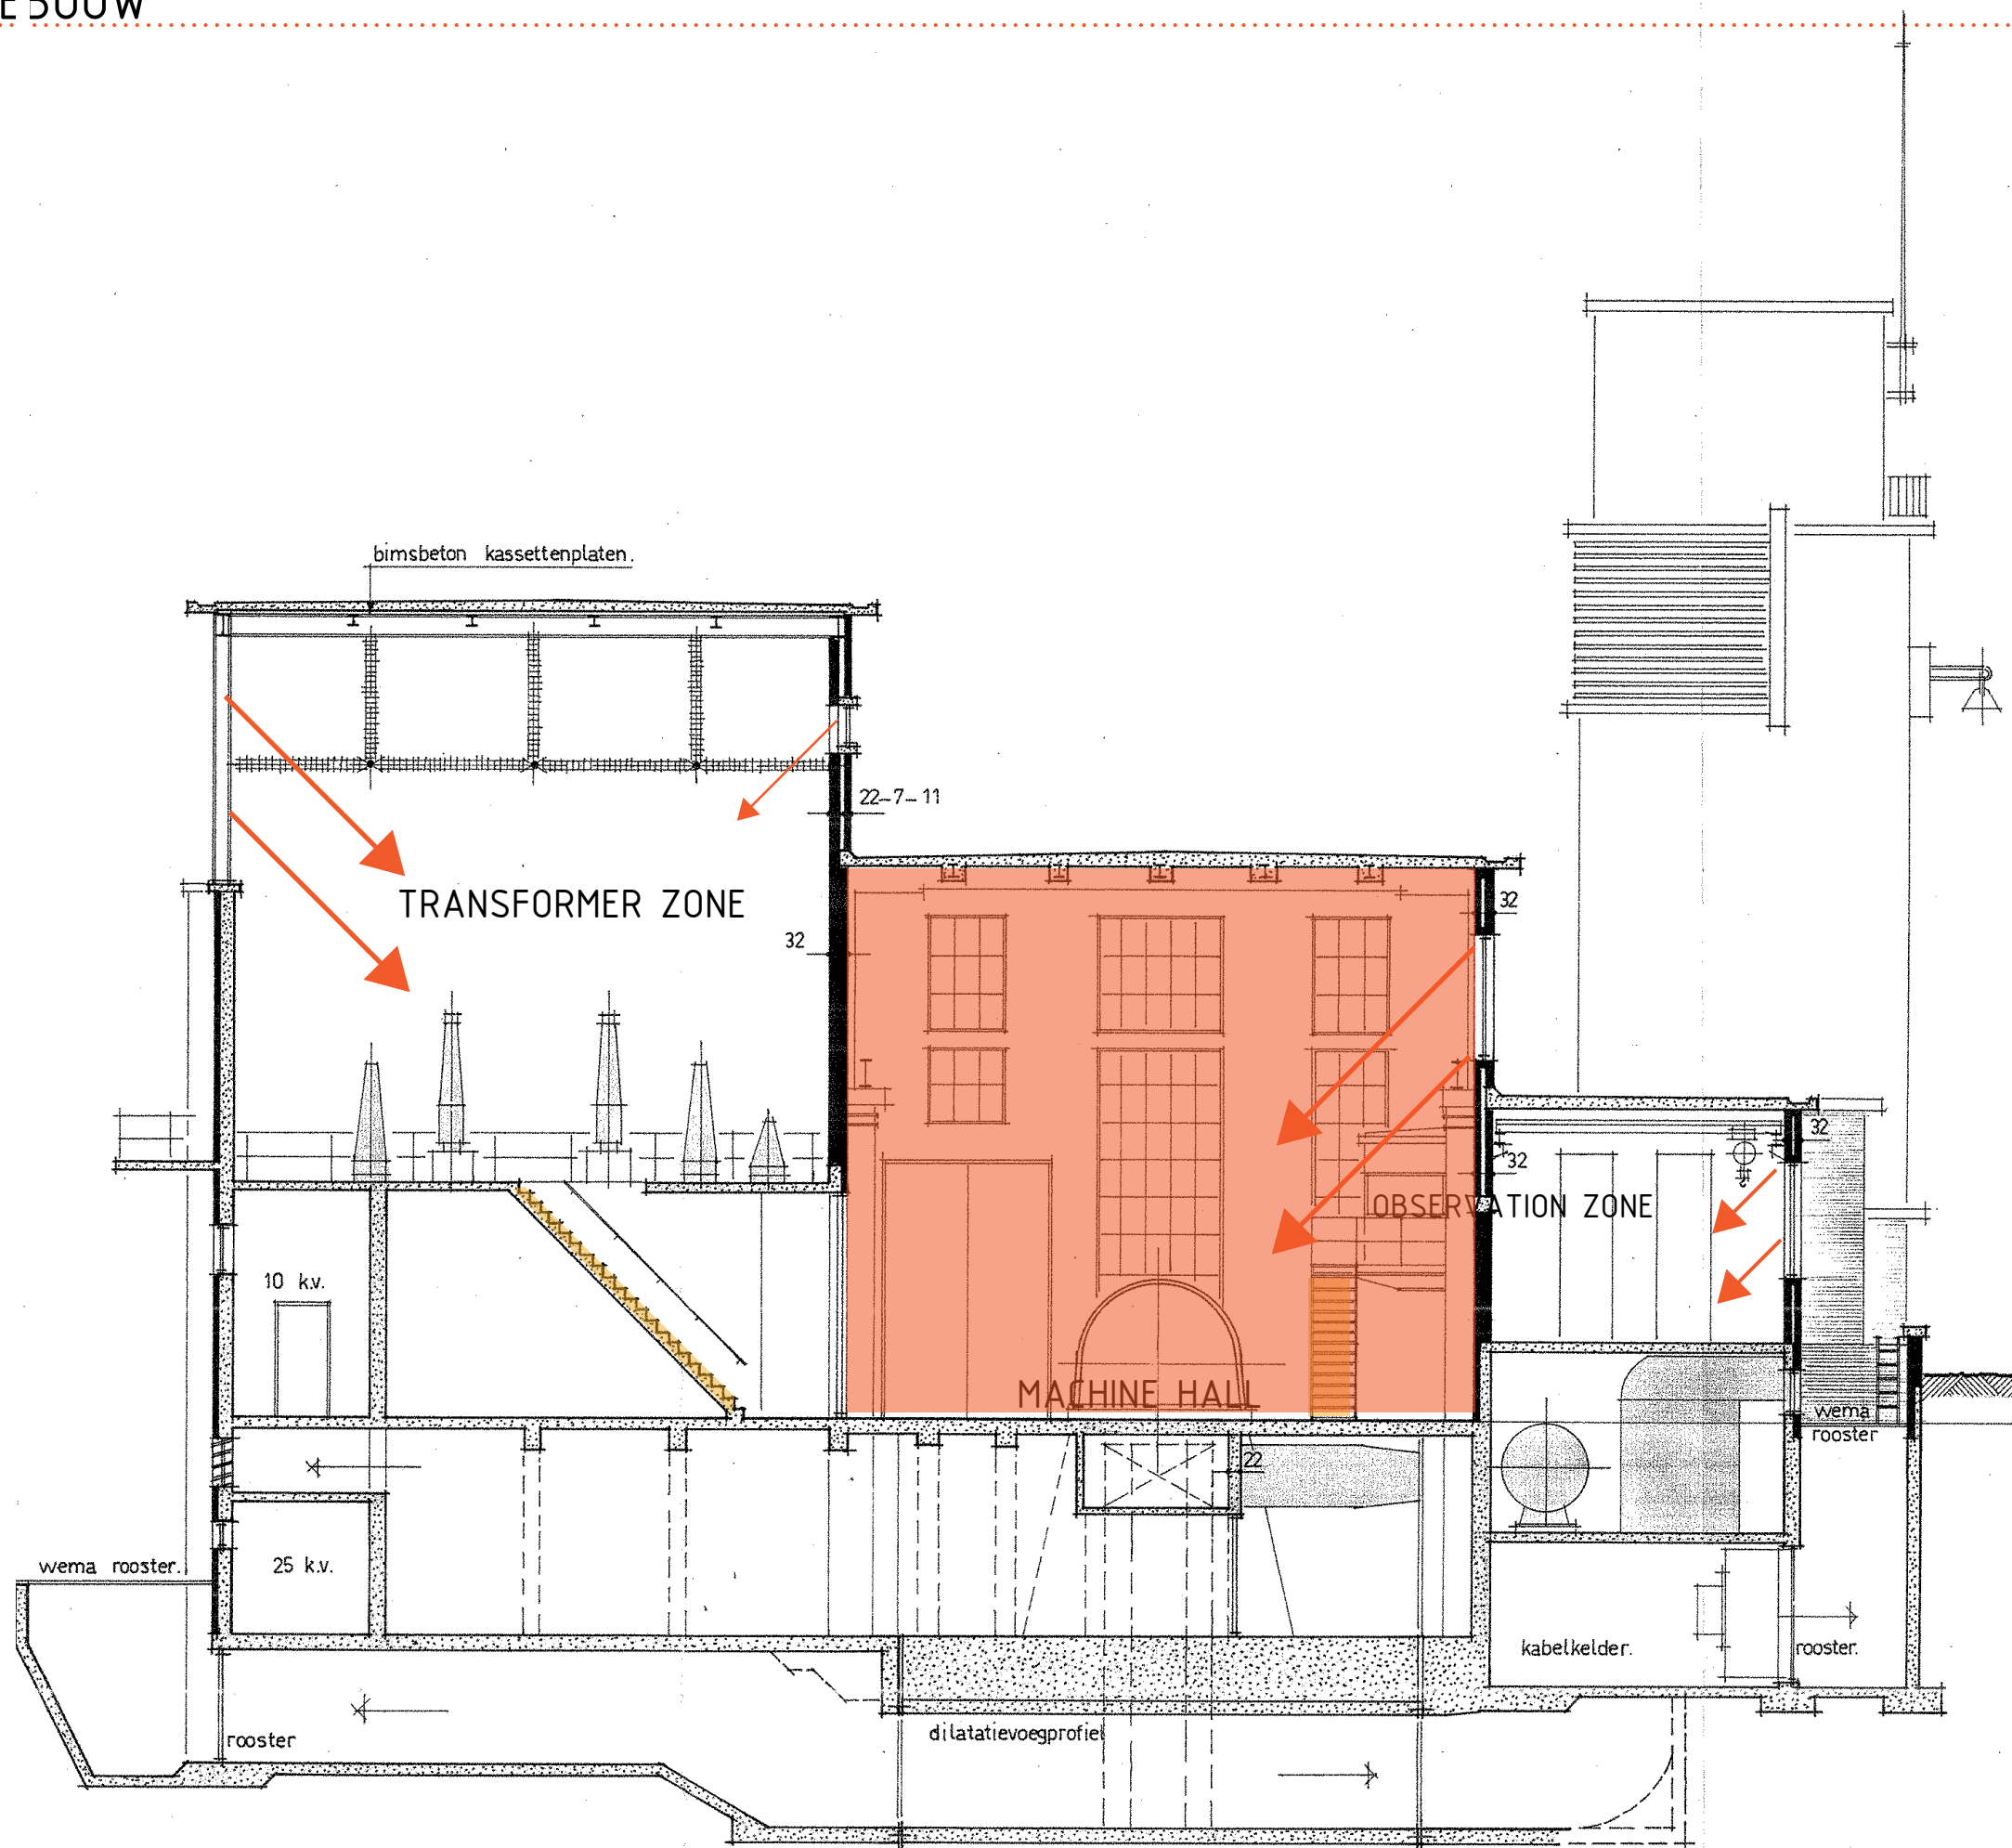 EBOUW
bimsbeton kassettenplaten.
22-7-11
TRANSFORMER ZONE
32
32
32
32
OBSERVATION ZONE
10 k.v.
MACHINE HALL
wema
rooster
22
wema rooster.
25 k.v.
kabelkelder.
rooster.
rooster
dilatatievoegprofiel